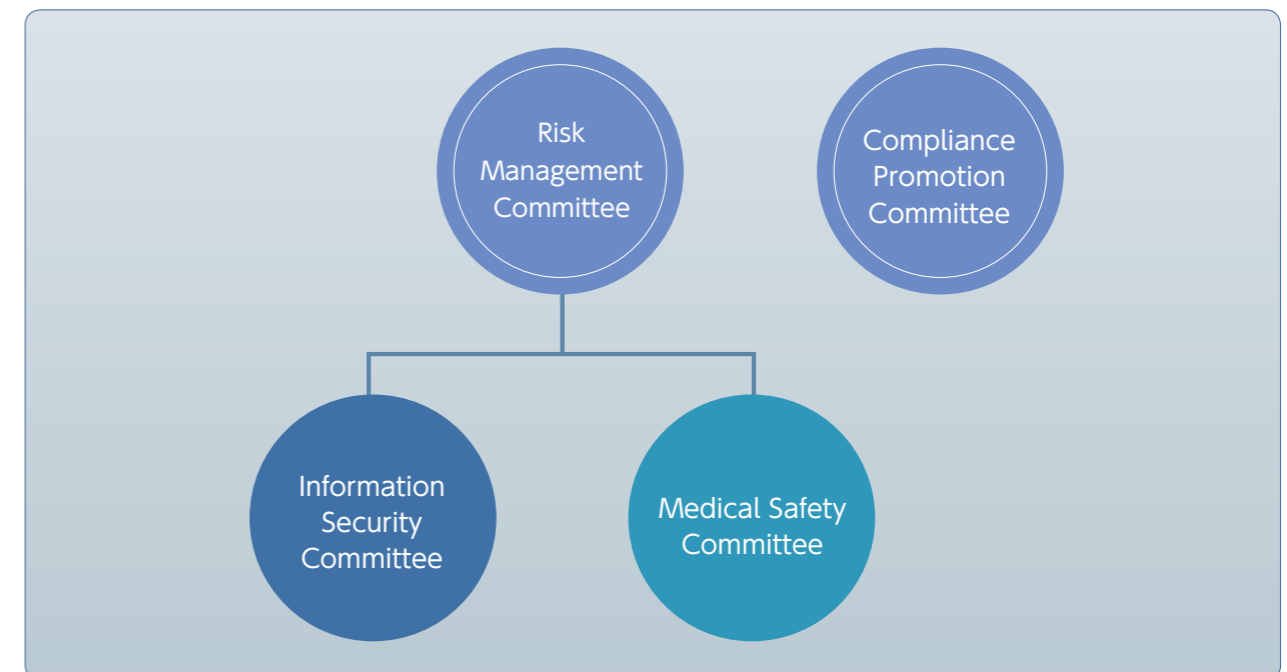 Risk
Management
Committee
Compliance
Promotion
Committee
Information
Security
Committee
Medical Safety
Committee